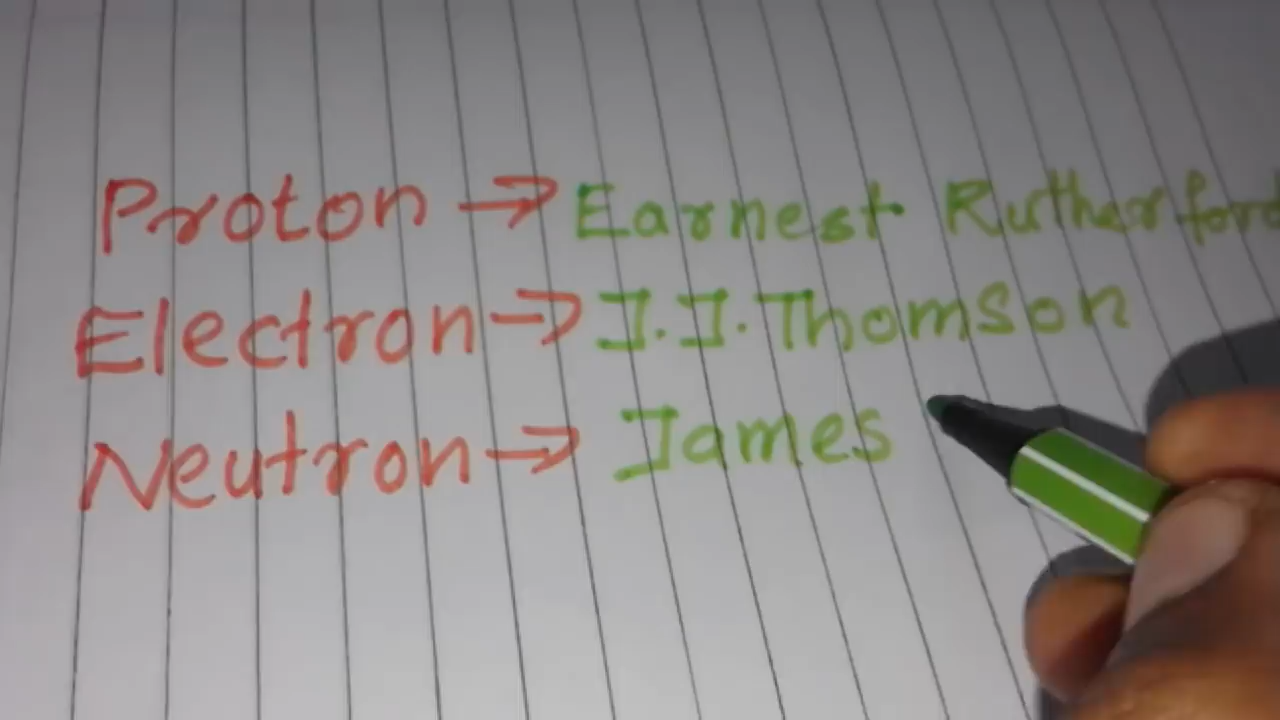 Proton → Earnest Rutherford
Electron → J.J. Thomson
Neutron → James